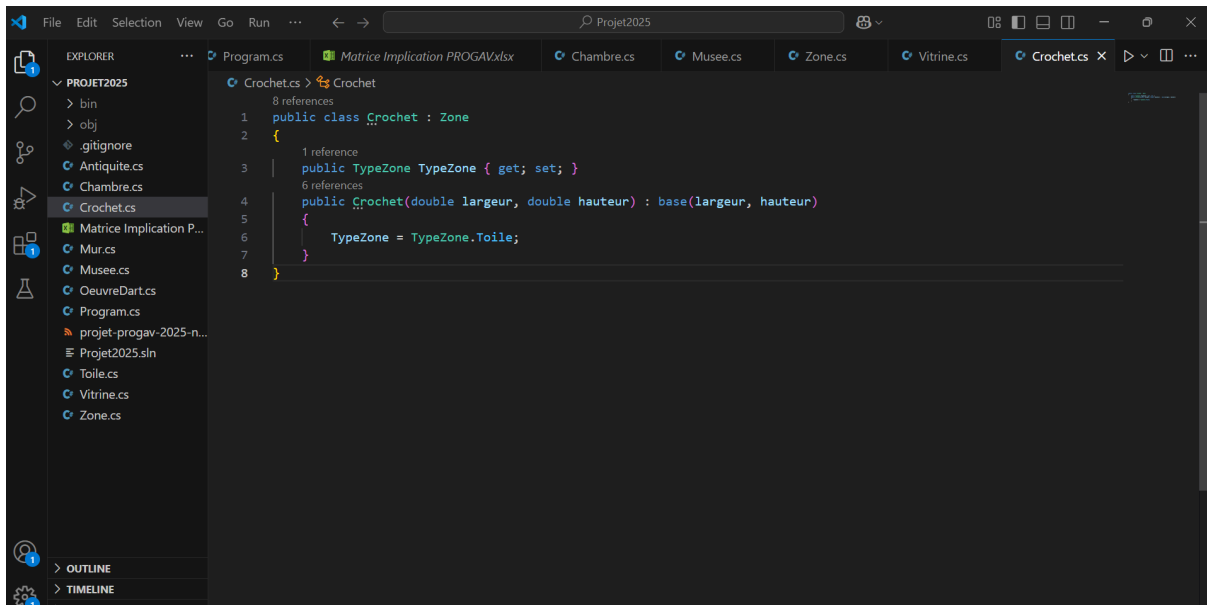 File Edit Selection View Go Run ··· Projet2025
EXPLORER ···
PROJET2025
bin
obj
.gitignore
Antiquite.cs
Chambre.cs
Crochet.cs
Matrice Implication P...
Mur.cs
Musee.cs
OeuvreDart.cs
Program.cs
projet-progav-2025-n...
Projet2025.sln
Toile.cs
Vitrine.cs
Zone.cs
OUTLINE
TIMELINE
1
1
1
1
Program.cs Matrice Implication PROGAV.xlsx Chambre.cs Musee.cs Zone.cs Vitrine.cs Crochet.cs
Crochet.cs > Crochet
8 references
1 public class Crochet : Zone
2 {
1 reference
3 public TypeZone TypeZone { get; set; }
6 references
4 public Crochet(double largeur, double hauteur) : base(largeur, hauteur)
5 {
6 TypeZone = TypeZone.Toile;
7 }
8 }